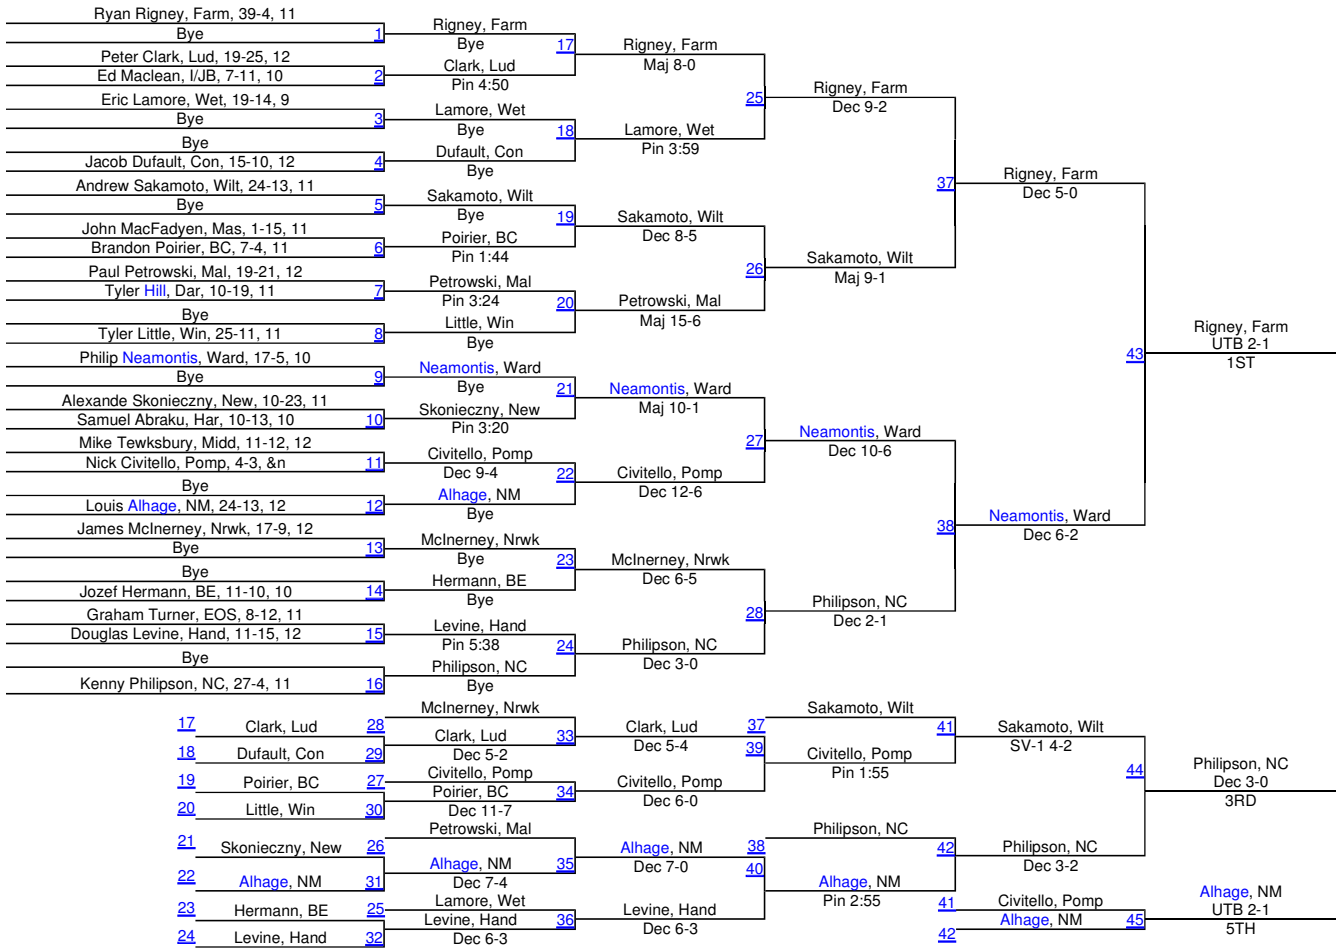 Ryan Rigney, Farm, 39-4, 11
Bye
1
Peter Clark, Lud, 19-25, 12
Ed Maclean, I/JB, 7-11, 10
2
Eric Lamore, Wet, 19-14, 9
Bye
3
Bye
Jacob Dufault, Con, 15-10, 12
4
Andrew Sakamoto, Wilt, 24-13, 11
Bye
5
John MacFadyen, Mas, 1-15, 11
Brandon Poirier, BC, 7-4, 11
6
Paul Petrowski, Mal, 19-21, 12
Tyler Hill, Dar, 10-19, 11
7
Bye
Tyler Little, Win, 25-11, 11
8
Philip Neamontis, Ward, 17-5, 10
Bye
9
Alexande Skonieczny, New, 10-23, 11
Samuel Abraku, Har, 10-13, 10
10
Mike Tewksbury, Midd, 11-12, 12
Nick Civitello, Pomp, 4-3, &n
11
Bye
Louis Alhage, NM, 24-13, 12
12
James McInerney, Nrwk, 17-9, 12
Bye
13
Bye
Jozef Hermann, BE, 11-10, 10
14
Graham Turner, EOS, 8-12, 11
Douglas Levine, Hand, 11-15, 12
15
Bye
Kenny Philipson, NC, 27-4, 11
16
Rigney, Farm
Bye
17
Clark, Lud
Pin 4:50
Lamore, Wet
Bye
18
Dufault, Con
Bye
Sakamoto, Wilt
Bye
19
Poirier, BC
Pin 1:44
Petrowski, Mal
Pin 3:24
20
Little, Win
Bye
Neamontis, Ward
Bye
21
Skonieczny, New
Pin 3:20
Civitello, Pomp
Dec 9-4
22
Alhage, NM
Bye
McInerney, Nrwk
Bye
23
Hermann, BE
Bye
Levine, Hand
Pin 5:38
24
Philipson, NC
Bye
Rigney, Farm
Maj 8-0
25
Lamore, Wet
Pin 3:59
Sakamoto, Wilt
Dec 8-5
26
Petrowski, Mal
Maj 15-6
Neamontis, Ward
Maj 10-1
27
Civitello, Pomp
Dec 12-6
McInerney, Nrwk
Dec 6-5
28
Philipson, NC
Dec 3-0
Rigney, Farm
Dec 9-2
37
Sakamoto, Wilt
Maj 9-1
Neamontis, Ward
Dec 10-6
38
Philipson, NC
Dec 2-1
Rigney, Farm
Dec 5-0
43
Neamontis, Ward
Dec 6-2
Rigney, Farm
UTB 2-1
1ST
17
Clark, Lud
28
18
Dufault, Con
29
19
Poirier, BC
27
20
Little, Win
30
21
Skonieczny, New
26
22
Alhage, NM
31
23
Hermann, BE
25
24
Levine, Hand
32
McInerney, Nrwk
Clark, Lud
33
Dec 5-2
Civitello, Pomp
Poirier, BC
34
Dec 11-7
Petrowski, Mal
Alhage, NM
35
Dec 7-4
Lamore, Wet
Levine, Hand
36
Dec 6-3
Clark, Lud
Dec 5-4
37
39
Civitello, Pomp
Dec 6-0
Alhage, NM
Dec 7-0
38
40
Levine, Hand
Dec 6-3
Sakamoto, Wilt
41
Civitello, Pomp
Pin 1:55
Philipson, NC
42
Alhage, NM
Pin 2:55
Sakamoto, Wilt
SV-1 4-2
44
Philipson, NC
Dec 3-2
Philipson, NC
Dec 3-0
3RD
41
Civitello, Pomp
42
Alhage, NM
45
Alhage, NM
UTB 2-1
5TH